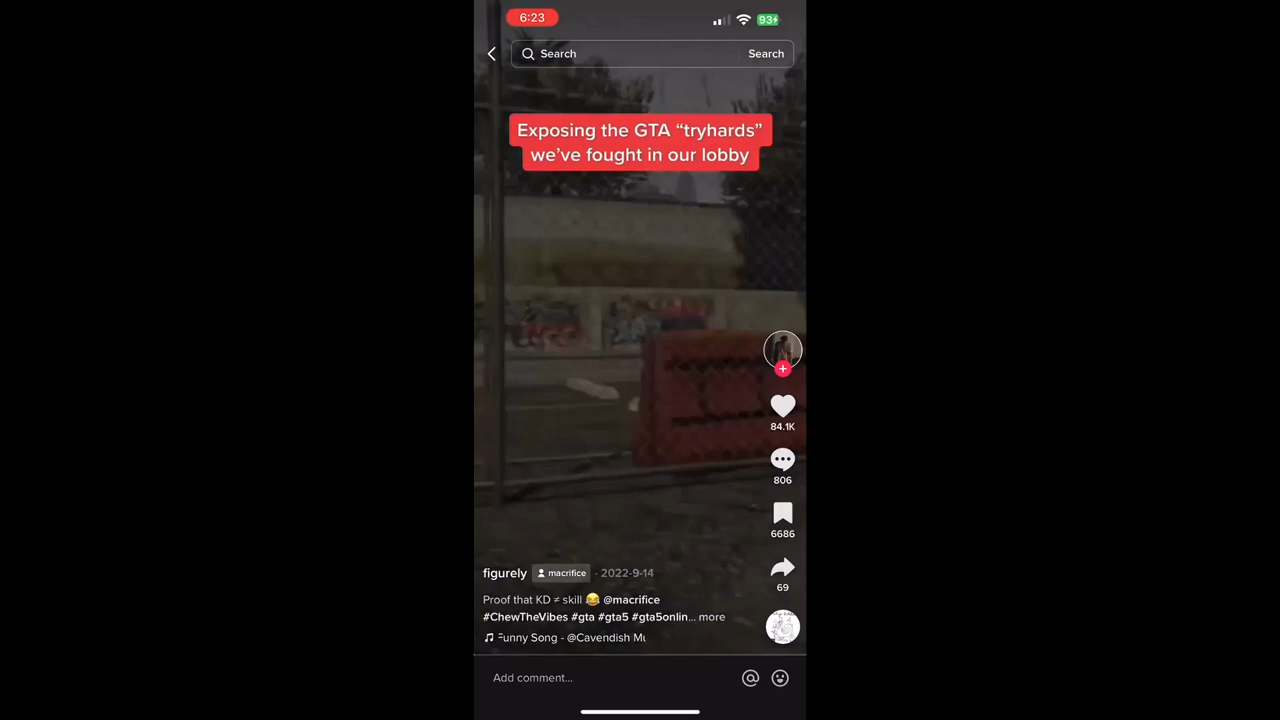 6:23
93
Search
Search
Exposing the GTA “tryhards”
we’ve fought in our lobby
84.1K
806
6686
69
figurely macrifice · 2022-9-14
Proof that KD ≠ skill 😂 @macrifice
#ChewTheVibes #gta #gta5 #gta5onlin... more
Funny Song - @Cavendish Mu
Add comment...